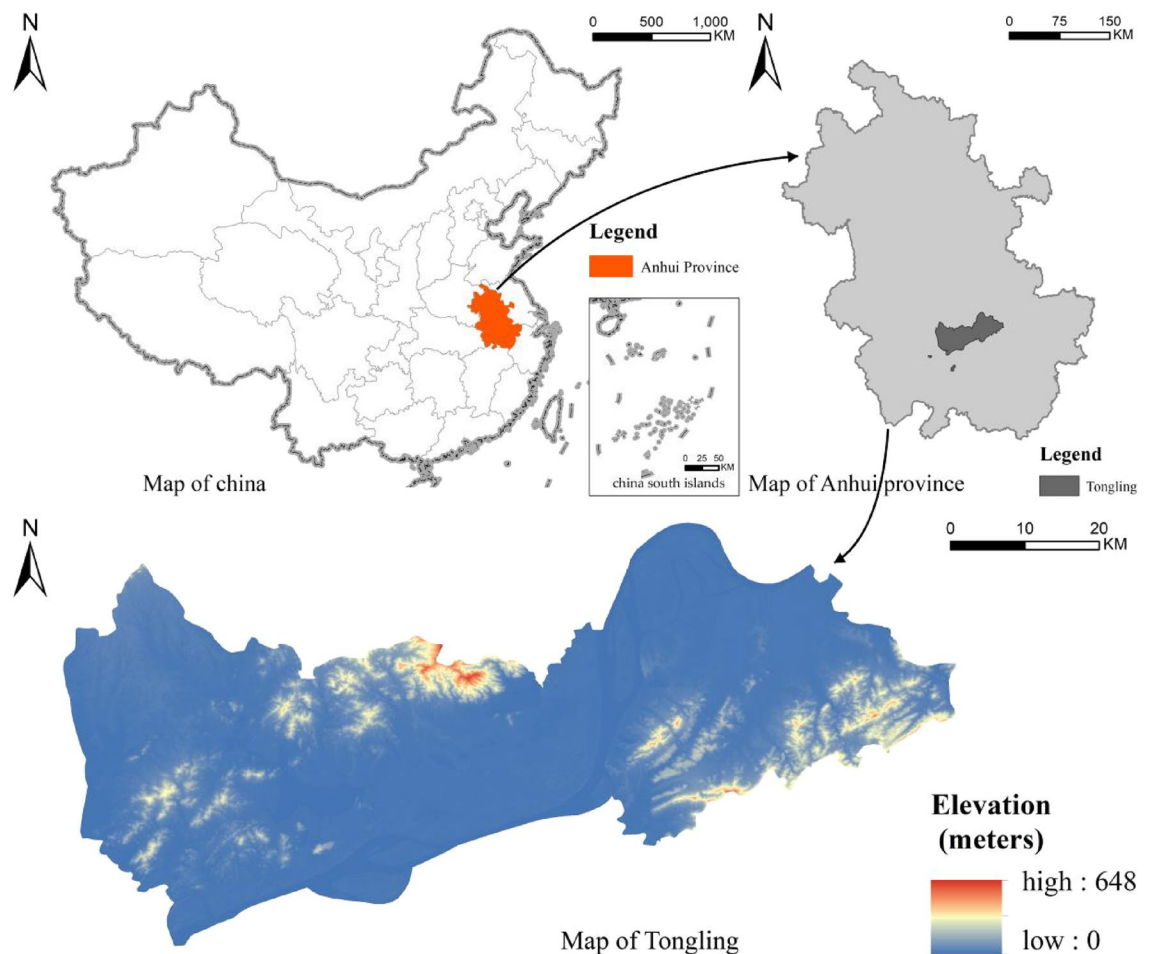 N
0 500 1,000
KM
N
0 75 150
KM
Legend
Anhui Province
0 25 50
KM
china south islands
Map of china
Map of Anhui province
Legend
Tongling
N
0 10 20
KM
Elevation
(meters)
high : 648
low : 0
Map of Tongling